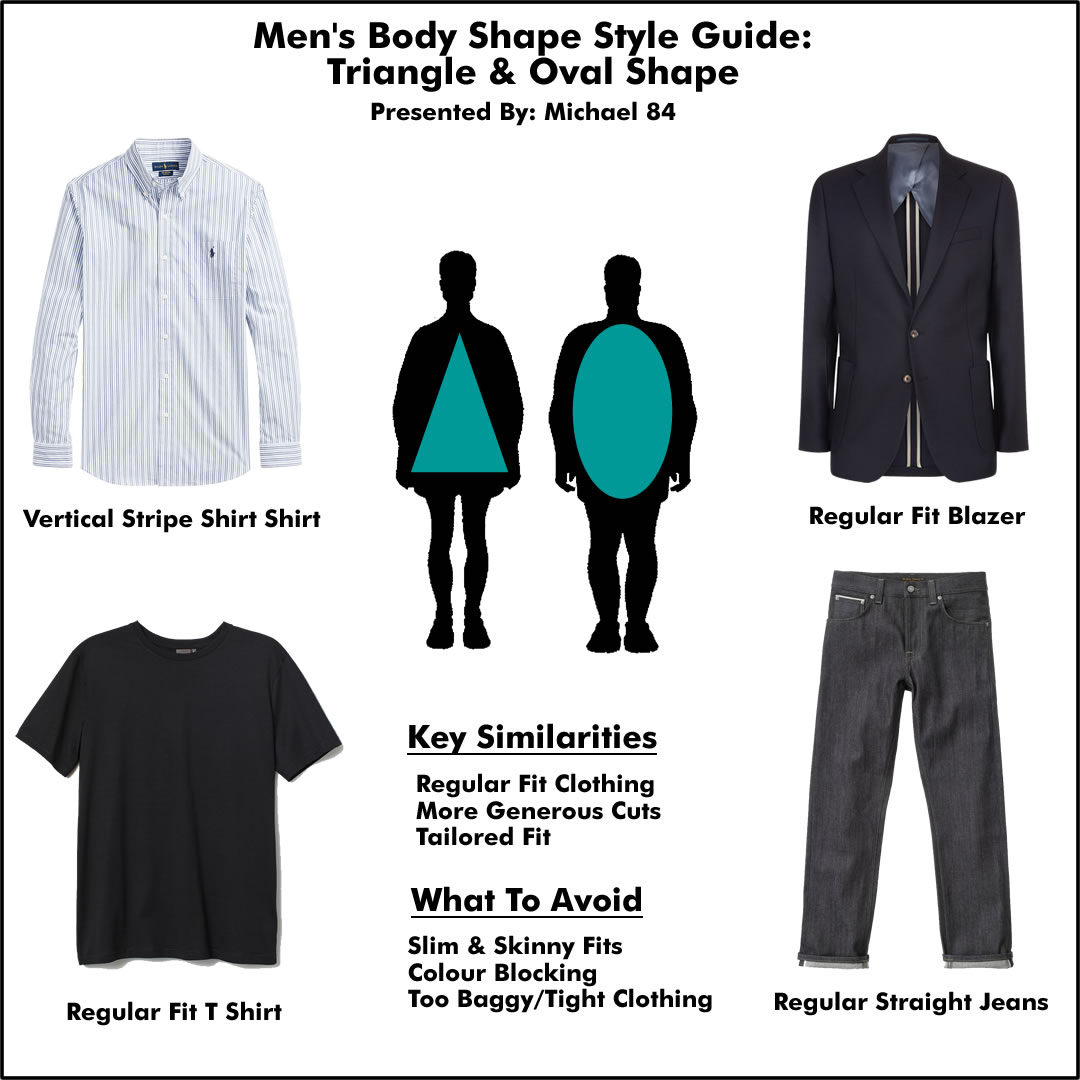 Men's Body Shape Style Guide:
Triangle & Oval Shape
Presented By: Michael 84
Vertical Stripe Shirt Shirt
Regular Fit Blazer
Key Similarities
Regular Fit Clothing
More Generous Cuts
Tailored Fit
What To Avoid
Slim & Skinny Fits
Colour Blocking
Too Baggy/Tight Clothing
Regular Fit T Shirt
Regular Straight Jeans